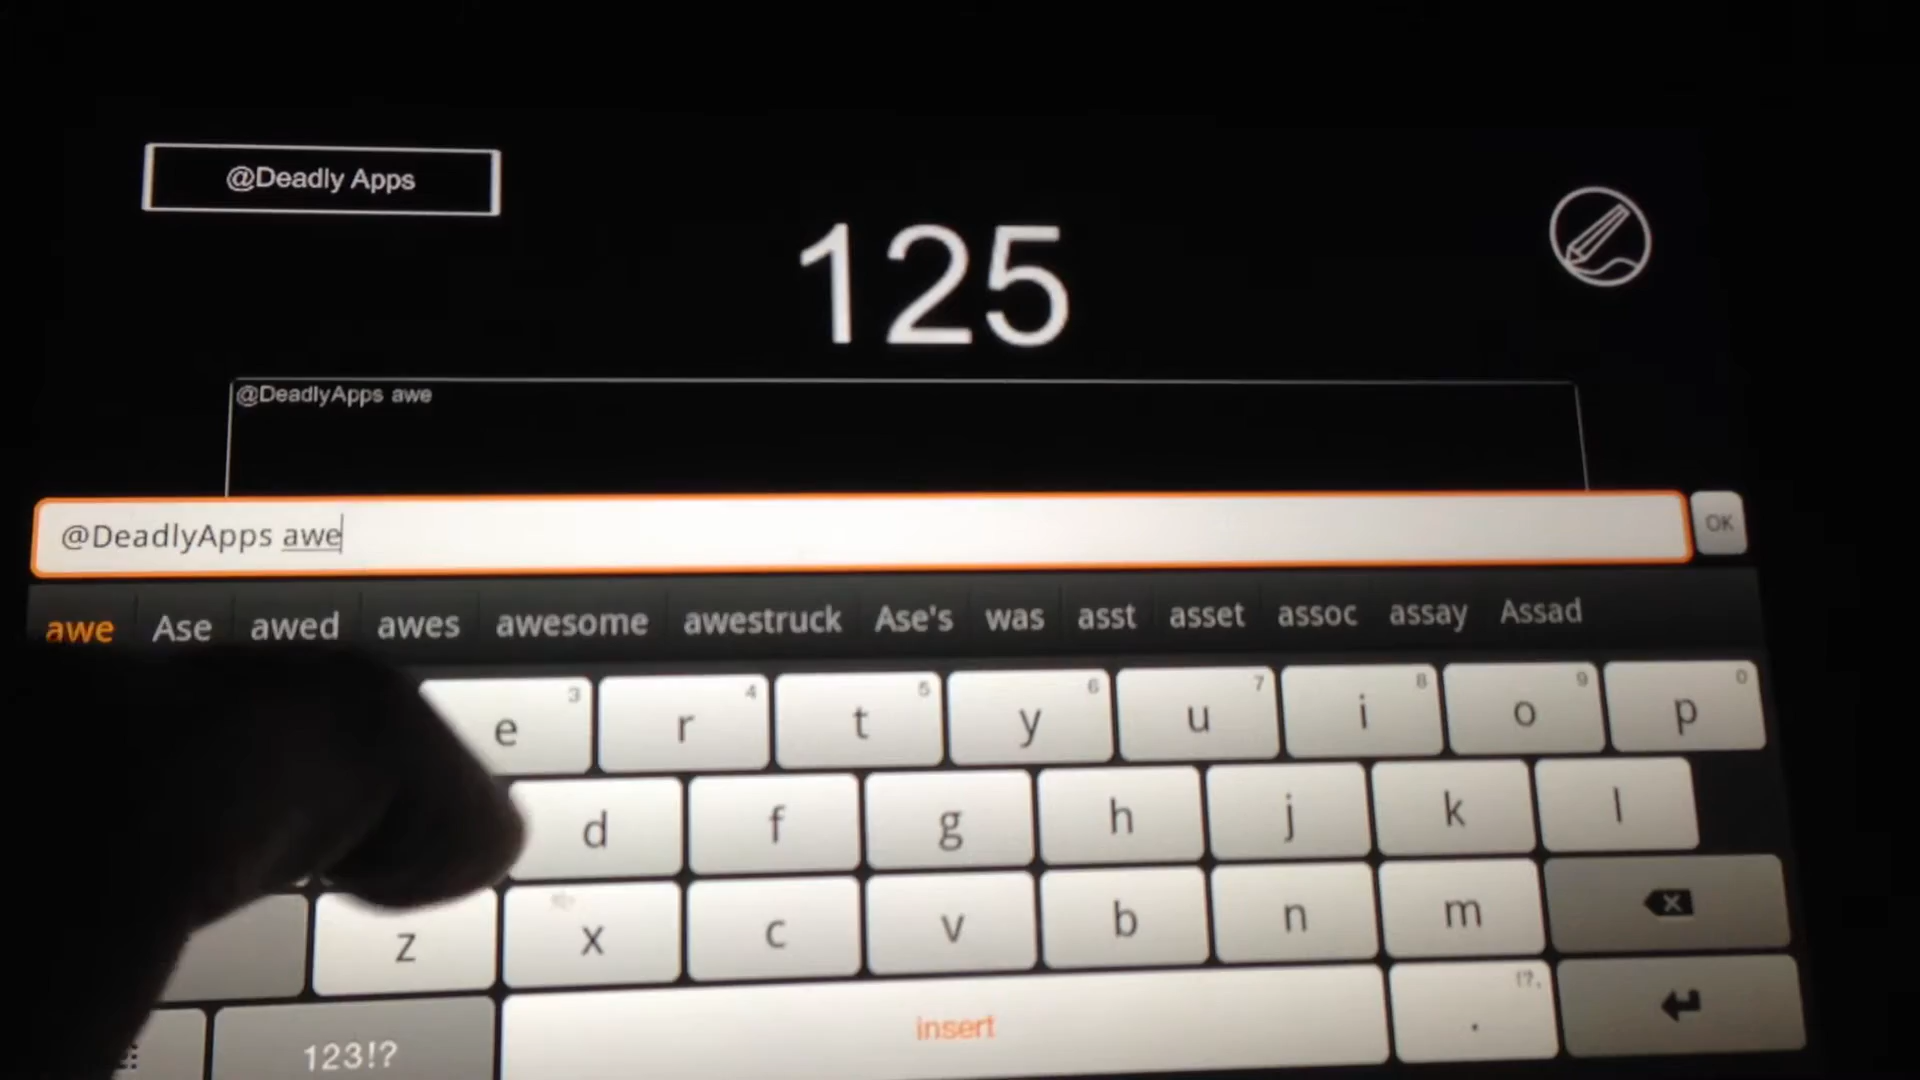 @Deadly Apps
125
@DeadlyApps awe
@DeadlyApps awe
OK
awe Ase awed awes awesome awestruck Ase's was asst asset assoc assay Assad
e 3 r 4 t 5 y 6 u 7 i 8 o 9 p 0
d f g h j k l
z x c v b n m
123!? insert .